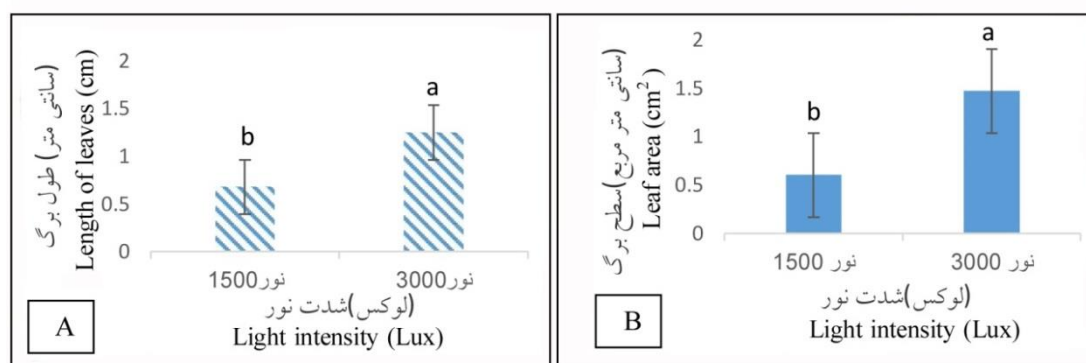 (سانتی متر) طول برگ
Length of leaves (cm)
2
1.5
1
0.5
0
b
a
نور1500
نور3000
(لوکس)شدت نور
Light intensity (Lux)
A
(سانتی متر مربع)سطح برگ
Leaf area (cm²)
2
1.5
1
0.5
0
b
a
نور 1500
نور 3000
(لوکس)شدت نور
Light intensity (Lux)
B